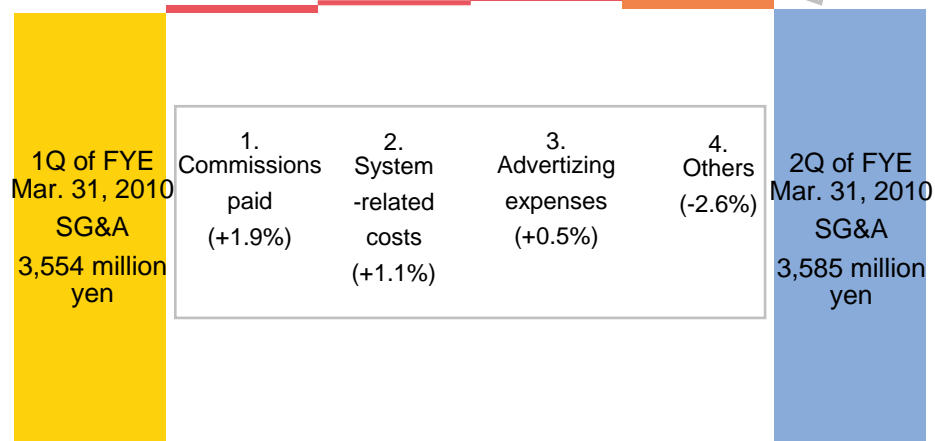 1Q of FYE
Mar. 31, 2010
SG&A
3,554 million
yen
1.
Commissions
paid
(+1.9%)
2.
System
-related
costs
(+1.1%)
3.
Advertizing
expenses
(+0.5%)
4.
Others
(-2.6%)
2Q of FYE
Mar. 31, 2010
SG&A
3,585 million
yen